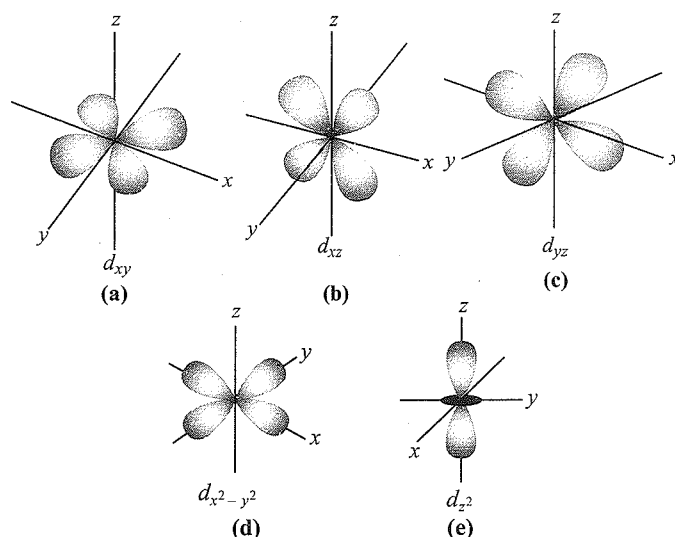 z
x
y
d_xy
(a)
z
x
y
d_xz
(b)
z
y
x
d_yz
(c)
z
y
x
d_x² − y²
(d)
z
y
x
d_z²
(e)